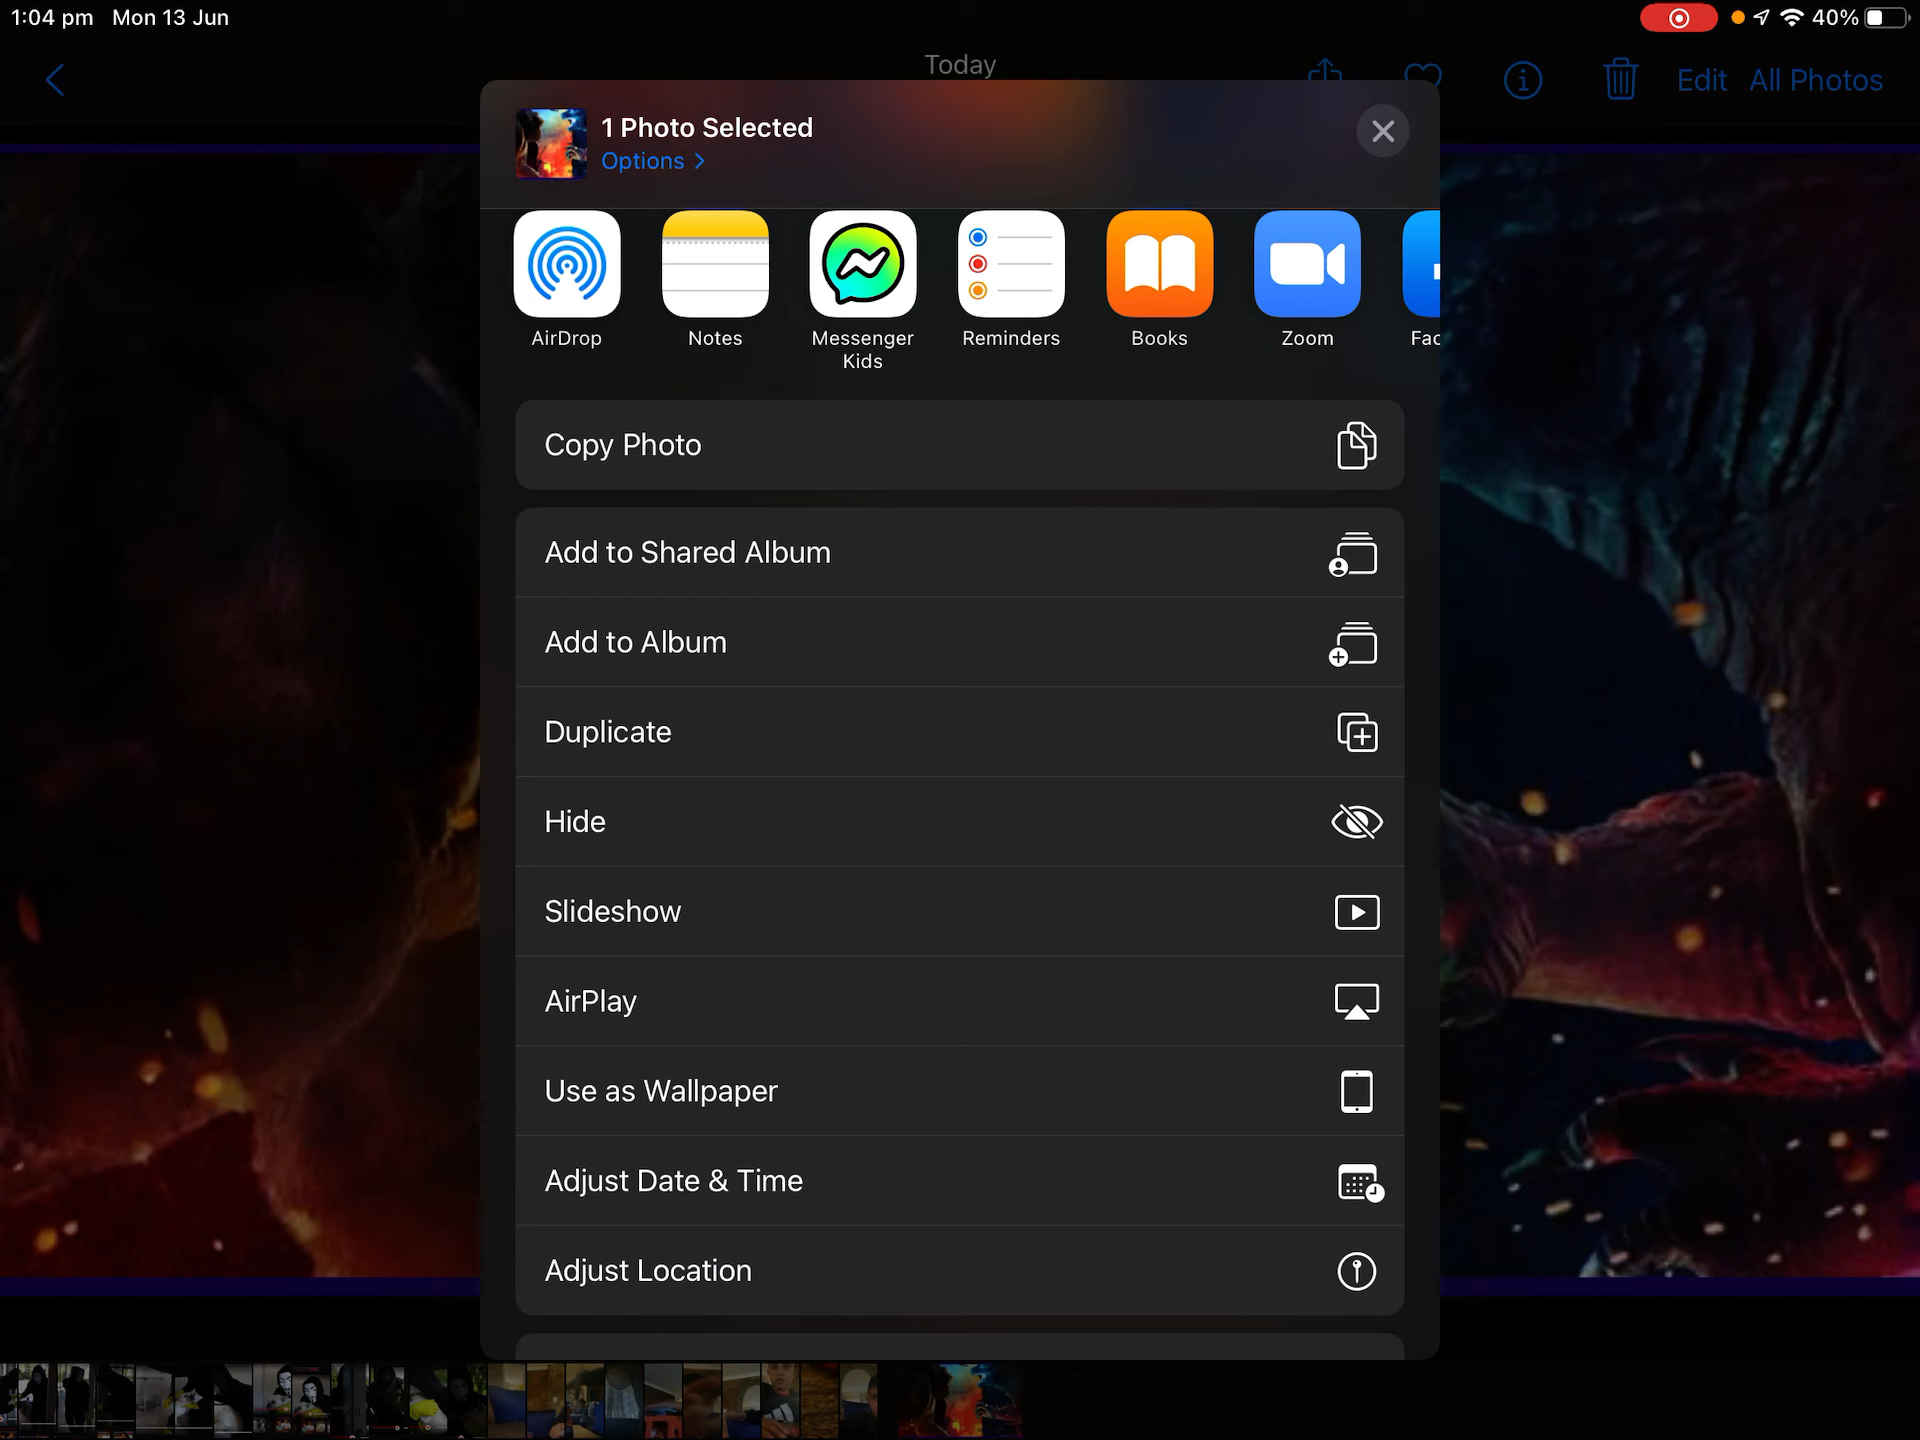 1:04 pm Mon 13 Jun
40%
Today
Edit All Photos
1 Photo Selected
Options
AirDrop
Notes
Messenger
Kids
Reminders
Books
Zoom
Fac
Copy Photo
Add to Shared Album
Add to Album
Duplicate
Hide
Slideshow
AirPlay
Use as Wallpaper
Adjust Date & Time
Adjust Location